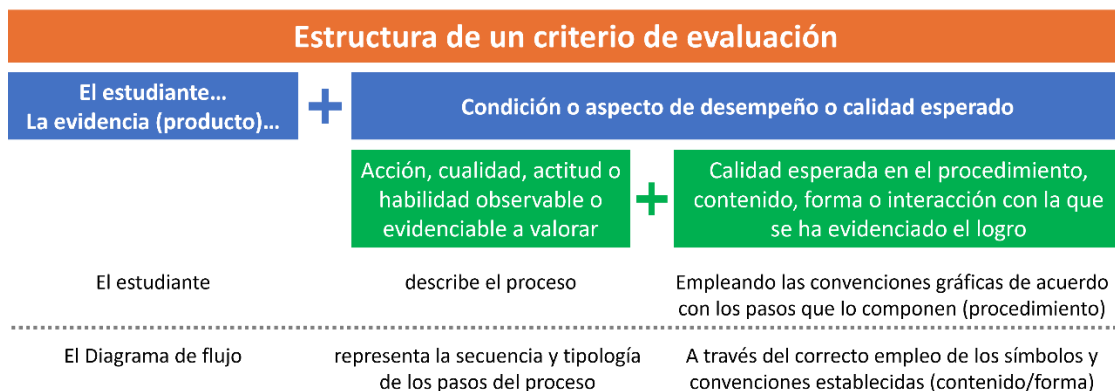 Estructura de un criterio de evaluación
El estudiante…
La evidencia (producto)…
+
Condición o aspecto de desempeño o calidad esperado
Acción, cualidad, actitud o
habilidad observable o
evidenciable a valorar
+
Calidad esperada en el procedimiento,
contenido, forma o interacción con la que
se ha evidenciado el logro
El estudiante
describe el proceso
Empleando las convenciones gráficas de acuerdo
con los pasos que lo componen (procedimiento)
El Diagrama de flujo
representa la secuencia y tipología
de los pasos del proceso
A través del correcto empleo de los símbolos y
convenciones establecidas (contenido/forma)